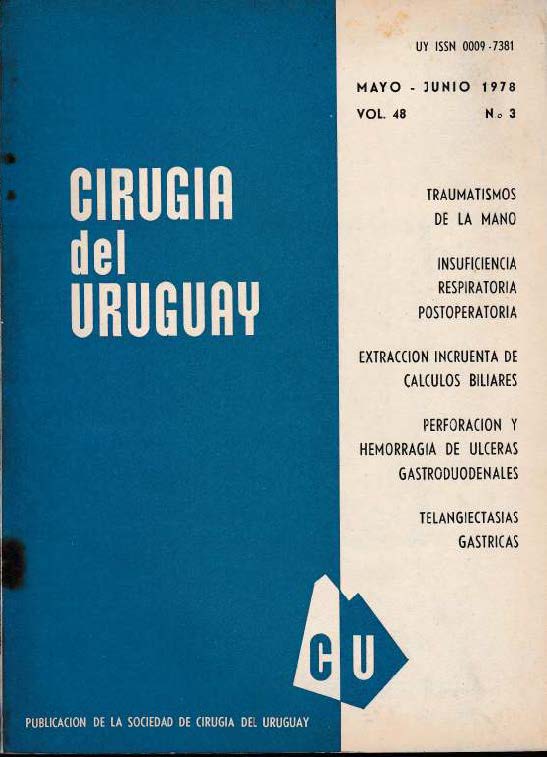 UY ISSN 0009-7381
MAYO - JUNIO 1978
VOL. 48 No 3
CIRUGIA
del
URUGUAY
TRAUMATISMOS
DE LA MANO
INSUFICIENCIA
RESPIRATORIA
POSTOPERATORIA
EXTRACCION INCRUENTA DE
CALCULOS BILIARES
PERFORACION Y
HEMORRAGIA DE ULCERAS
GASTRODUODENALES
TELANGIECTASIAS
GASTRICAS
CU
PUBLICACION DE LA SOCIEDAD DE CIRUGIA DEL URUGUAY